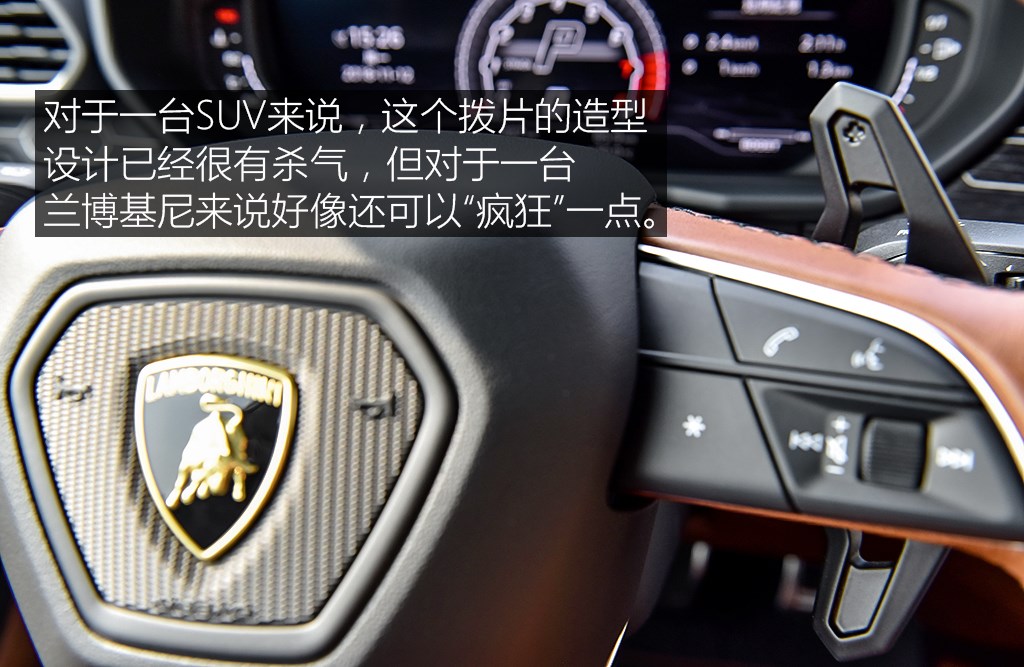 15:26
对于一台SUV来说，这个拨片的造型
设计已经很有杀气，但对于一台
兰博基尼来说好像还可以“疯狂”一点。
LAMBORGHINI